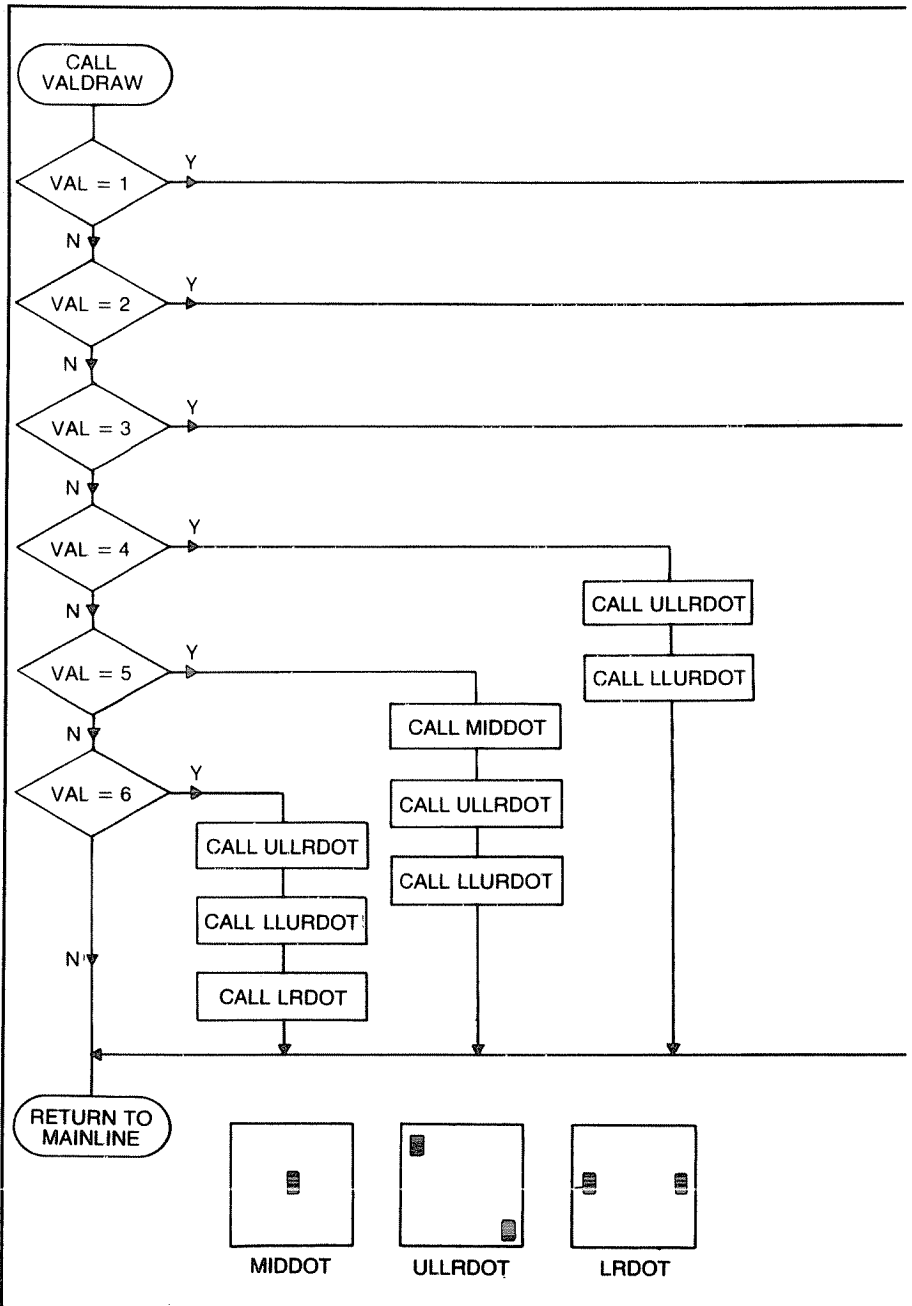 CALL
VALDRAW
VAL = 1
Y
N
VAL = 2
Y
N
VAL = 3
Y
N
VAL = 4
Y
CALL ULLRDOT
CALL LLURDOT
N
VAL = 5
Y
CALL MIDDOT
CALL ULLRDOT
CALL LLURDOT
N
VAL = 6
Y
CALL ULLRDOT
CALL LLURDOT
CALL LRDOT
N
RETURN TO
MAINLINE
MIDDOT
ULLRDOT
LRDOT